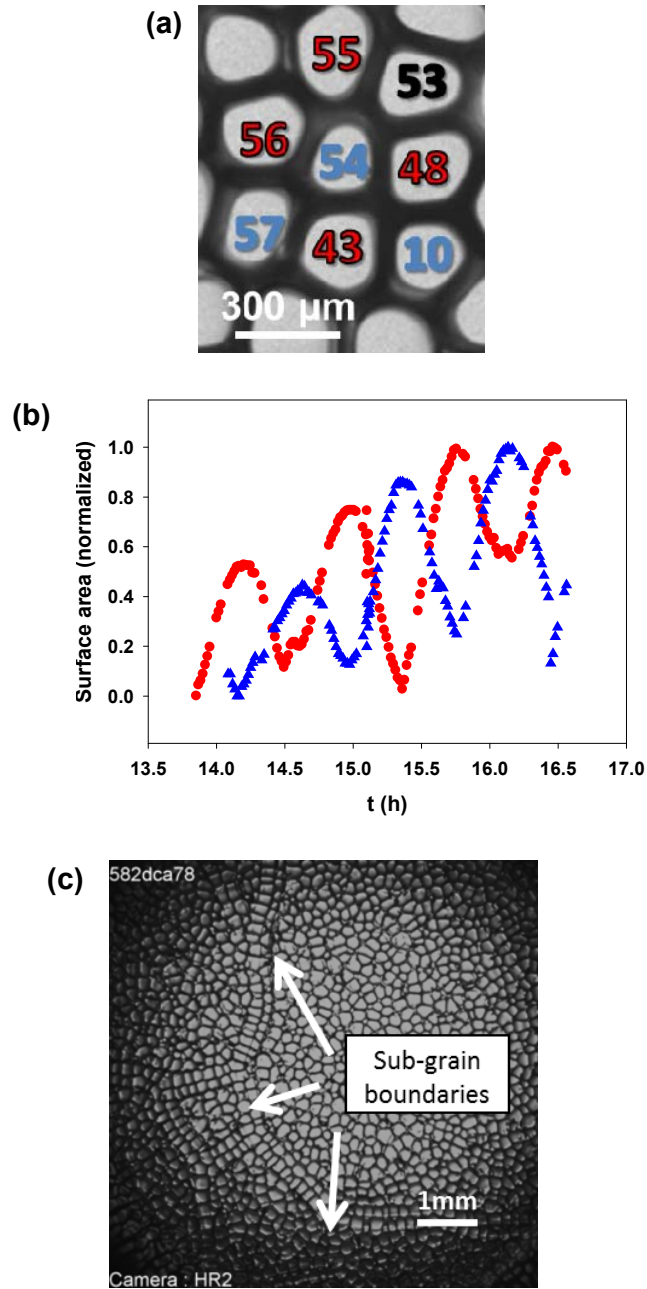 (a)
55
53
56
54
48
57
43
10
300 µm
(b)
Surface area (normalized)
1.0
0.8
0.6
0.4
0.2
0.0
13.5 14.0 14.5 15.0 15.5 16.0 16.5 17.0
t (h)
(c)
582dca78
Sub-grain
boundaries
1mm
Camera : HR2